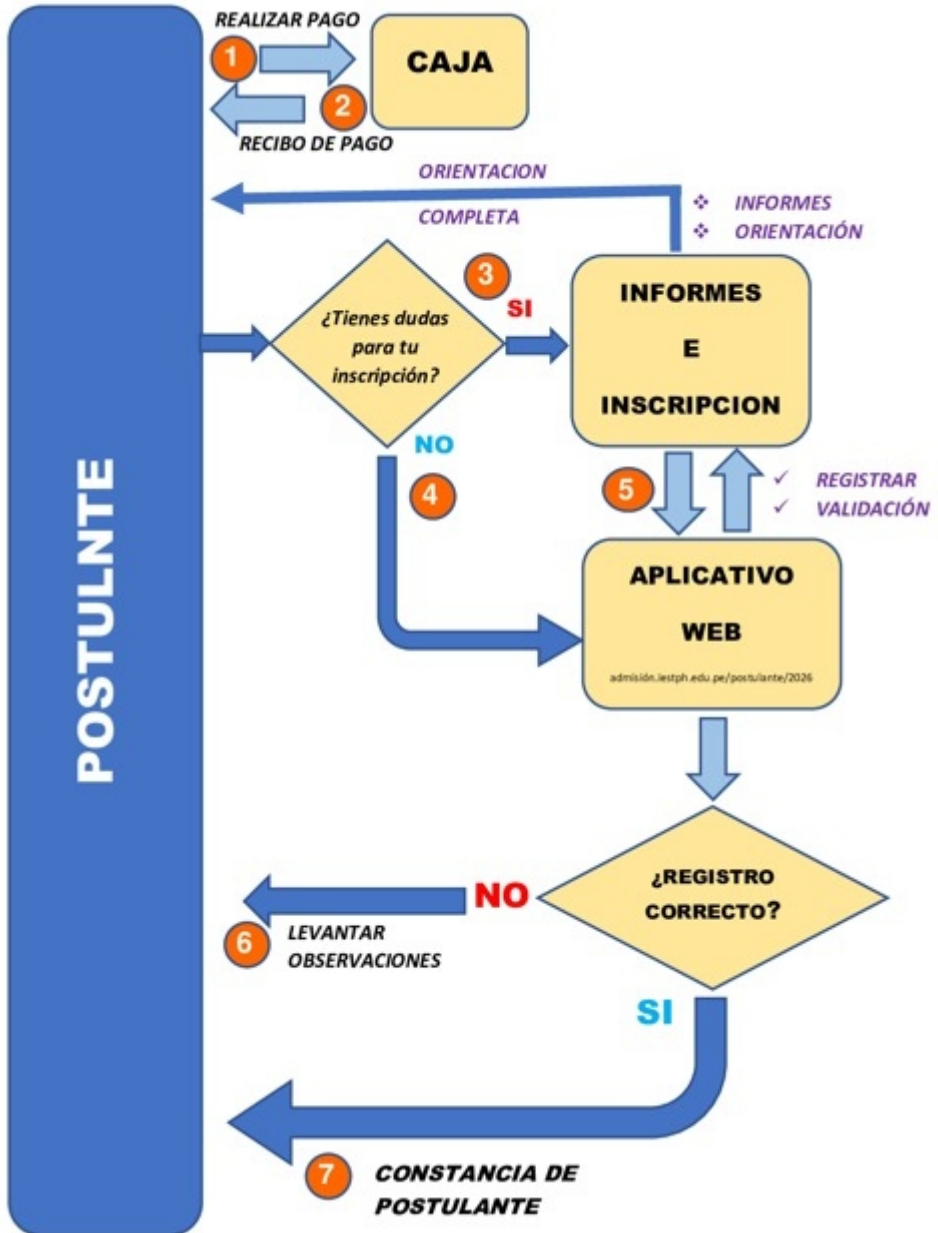 REALIZAR PAGO
1
CAJA
2
RECIBO DE PAGO
ORIENTACION
COMPLETA
❖ INFORMES
❖ ORIENTACIÓN
3
SI
¿Tienes dudas
para tu
inscripción?
INFORMES
E
INSCRIPCION
NO
4
5
✓ REGISTRAR
✓ VALIDACIÓN
APLICATIVO
WEB
admisión.iestph.edu.pe/postulante/2026
POSTULNTE
¿REGISTRO
CORRECTO?
NO
6
LEVANTAR
OBSERVACIONES
SI
7
CONSTANCIA DE
POSTULANTE